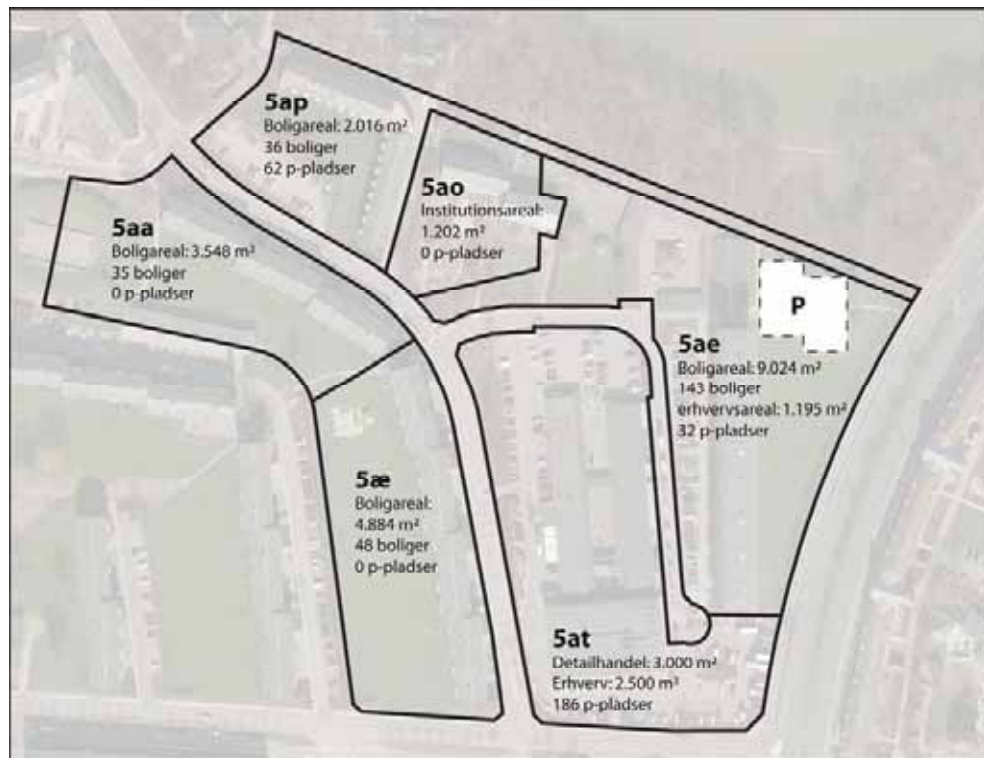 5ap
Boligareal: 2.016 m²
36 boliger
62 p-pladser
5ao
Institutionsareal:
1.202 m²
0 p-pladser
5aa
Boligareal: 3.548 m²
35 boliger
0 p-pladser
P
5ae
Boligareal: 9.024 m²
143 boliger
erhvervsareal: 1.195 m²
32 p-pladser
5æ
Boligareal:
4.884 m²
48 boliger
0 p-pladser
5at
Detailhandel: 3.000 m²
Erhverv: 2.500 m²
186 p-pladser